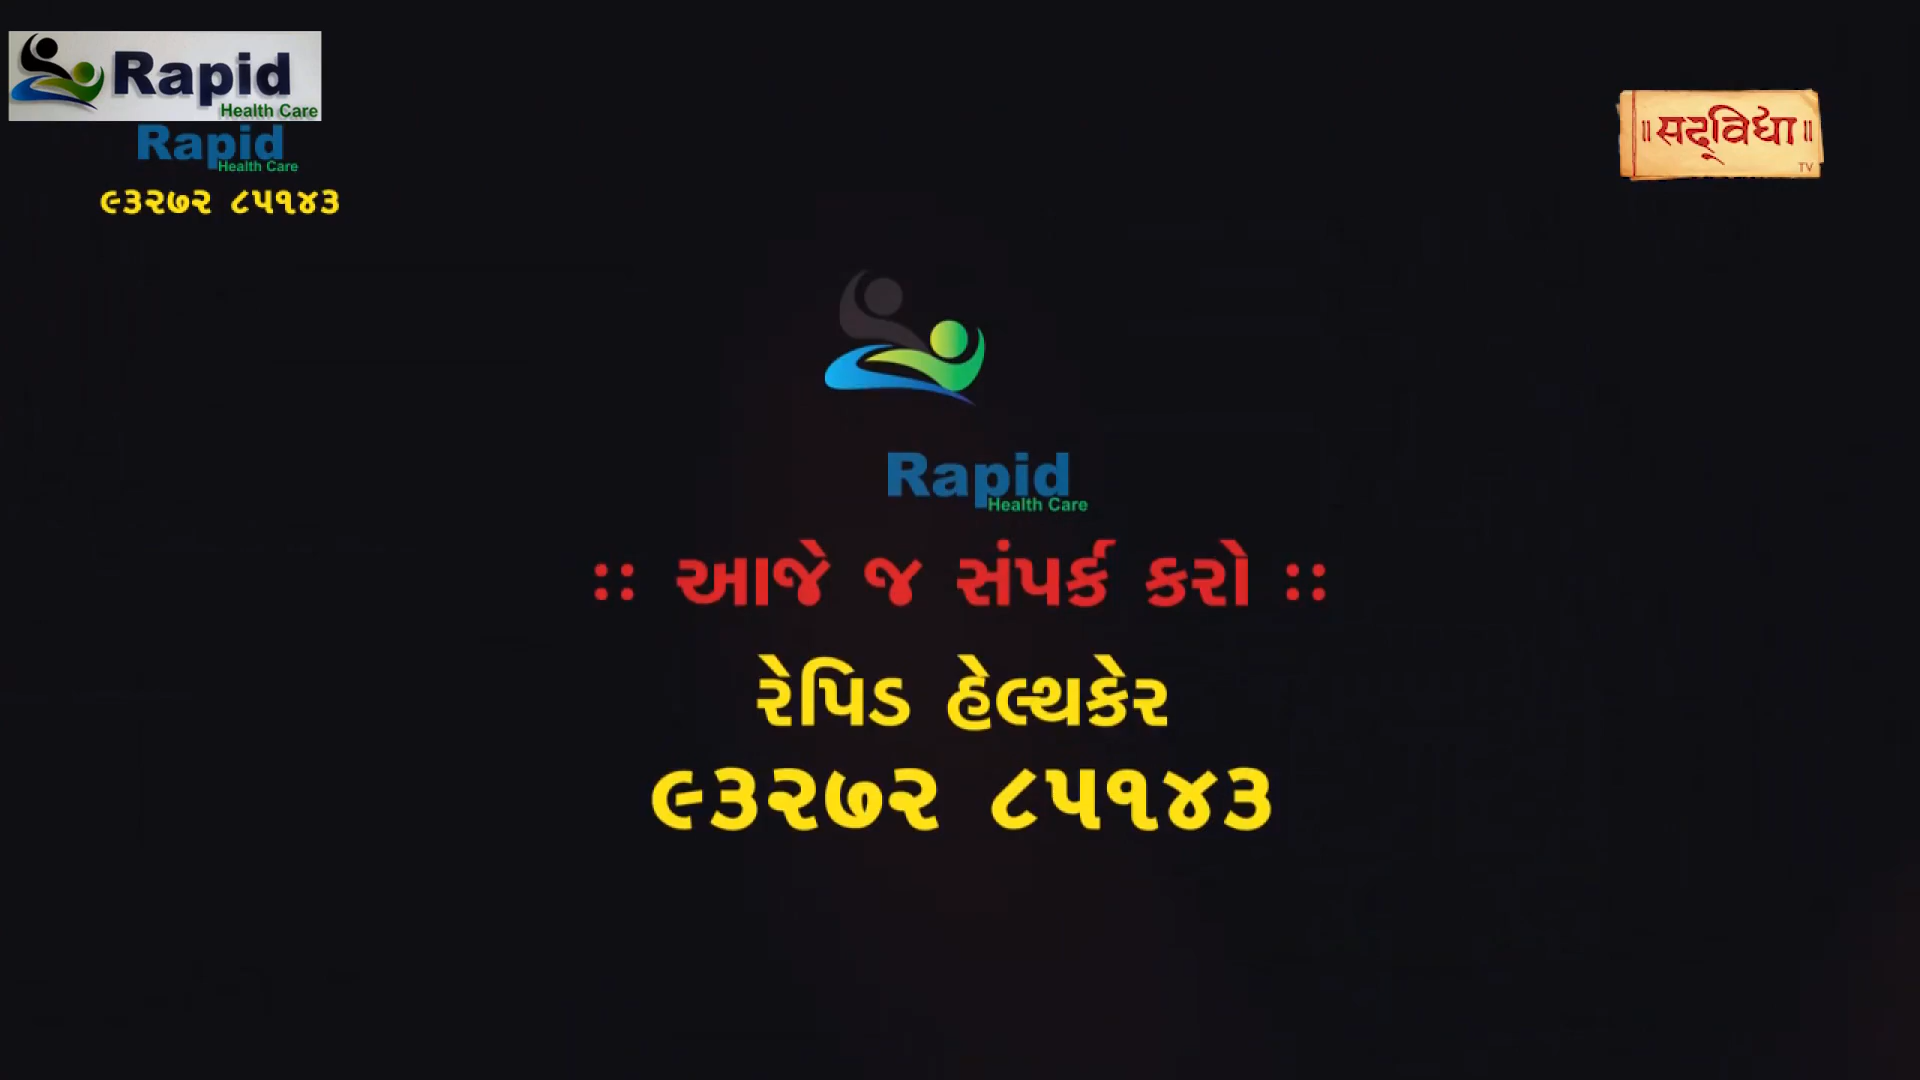 Rapid
Health Care
Rapid
Health Care
૯૩૨૭૨ ૮૫૧૪૩
॥ सद्विद्या ॥
TV
Rapid
Health Care
:: આજે જ સંપર્ક કરો ::
રેપિડ હેલ્થકેર
૯૩૨૭૨ ૮૫૧૪૩